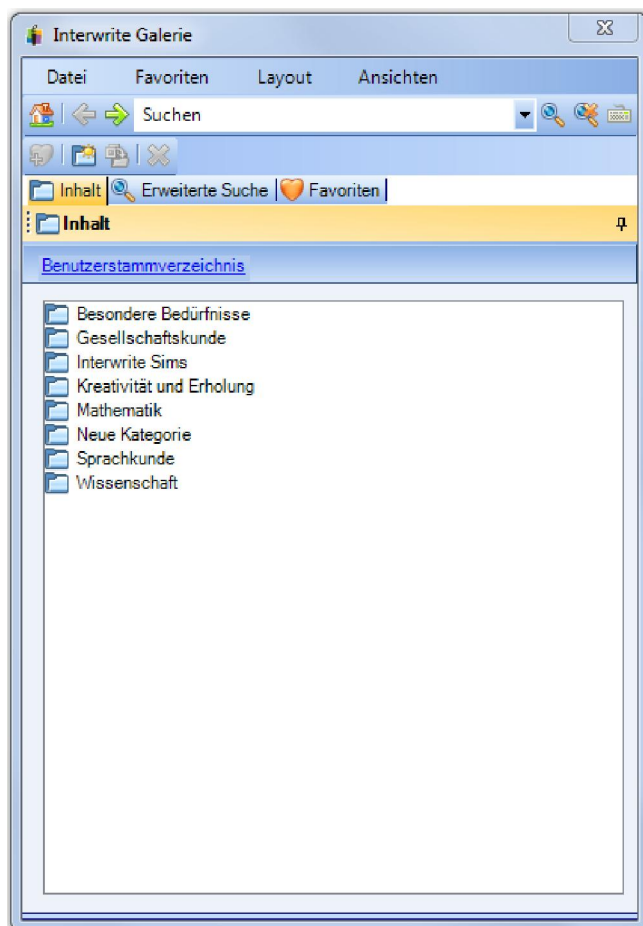 Interwrite Galerie
Datei Favoriten Layout Ansichten
Suchen
Inhalt Erweiterte Suche Favoriten
Inhalt
Benutzerstammverzeichnis
Besondere Bedürfnisse
Gesellschaftskunde
Interwrite Sims
Kreativität und Erholung
Mathematik
Neue Kategorie
Sprachkunde
Wissenschaft